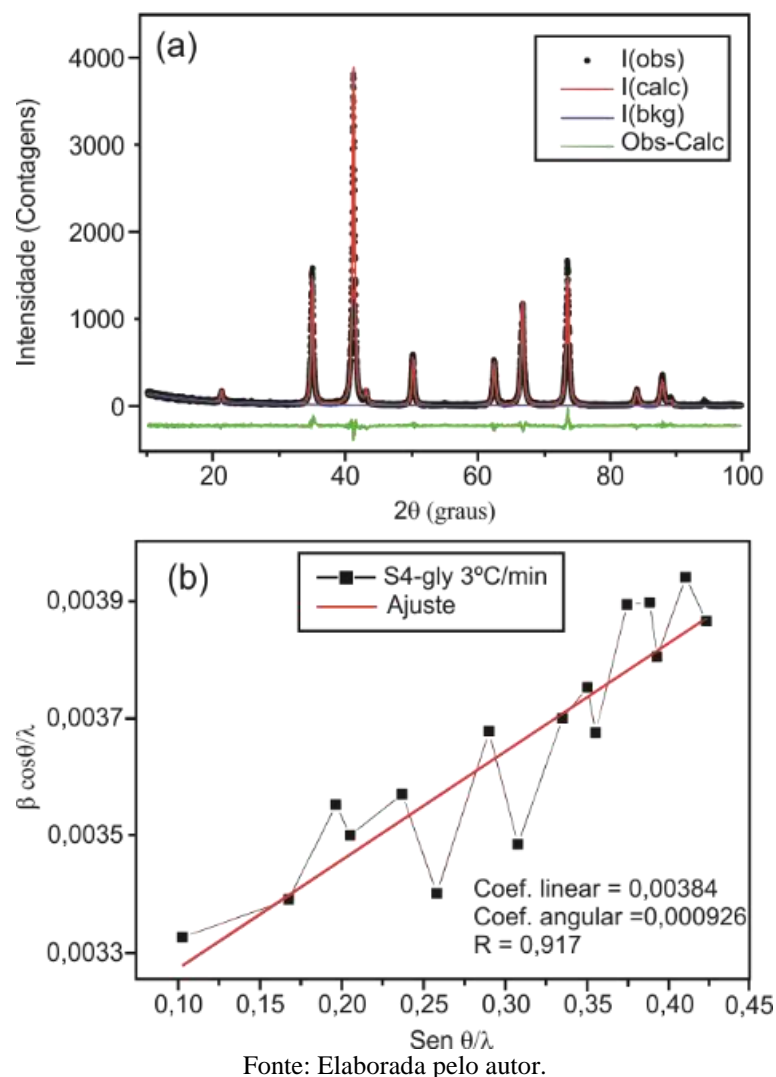 (a)
I(obs)
I(calc)
I(bkg)
Obs-Calc
Intensidade (Contagens)
4000
3000
2000
1000
0
20 40 60 80 100
2θ (graus)
(b)
S4-gly 3ºC/min
Ajuste
β cosθ/λ
0,0039
0,0037
0,0035
0,0033
Coef. linear = 0,00384
Coef. angular =0,000926
R = 0,917
0,10 0,15 0,20 0,25 0,30 0,35 0,40 0,45
Sen θ/λ
Fonte: Elaborada pelo autor.